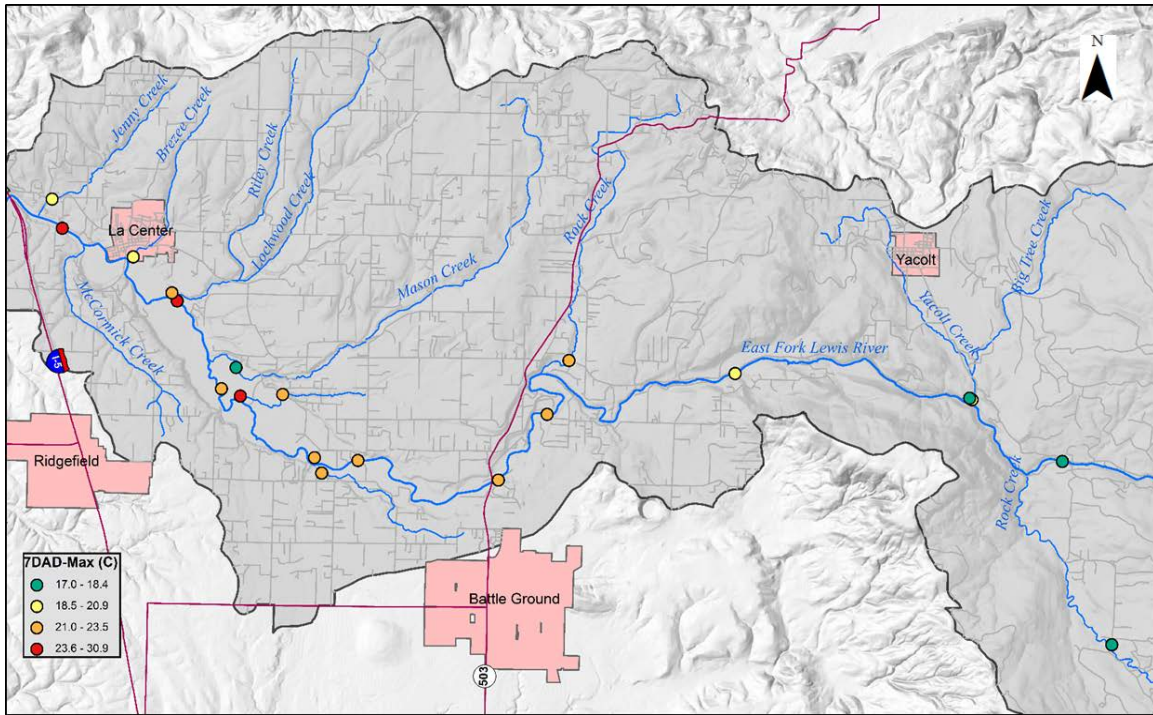 N
Jenny Creek
Brezee Creek
Riley Creek
Lockwood Creek
La Center
Rock Creek
Mason Creek
McCormick Creek
Yacolt
Big Tree Creek
Yacolt Creek
East Fork Lewis River
I-5
Ridgefield
Rock Creek
7DAD-Max (C)
17.0 - 18.4
18.5 - 20.9
21.0 - 23.5
23.6 - 30.9
Battle Ground
503